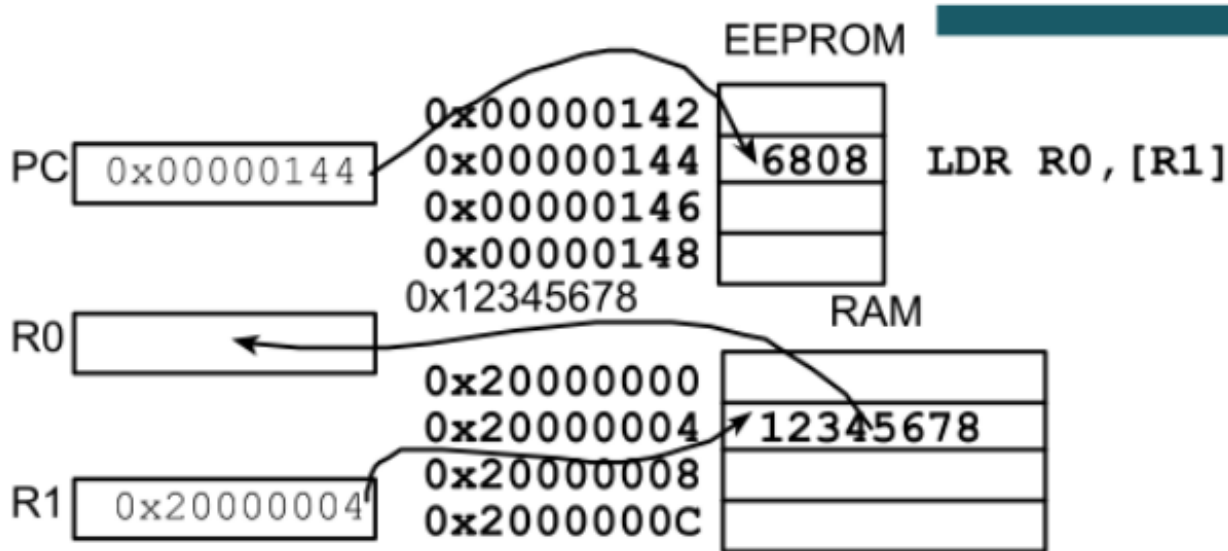 EEPROM
0x00000142
PC 0x00000144 0x00000144 6808 LDR R0,[R1]
0x00000146
0x00000148
0x12345678
RAM
R0
0x20000000
0x20000004 12345678
0x20000008
R1 0x20000004
0x2000000C